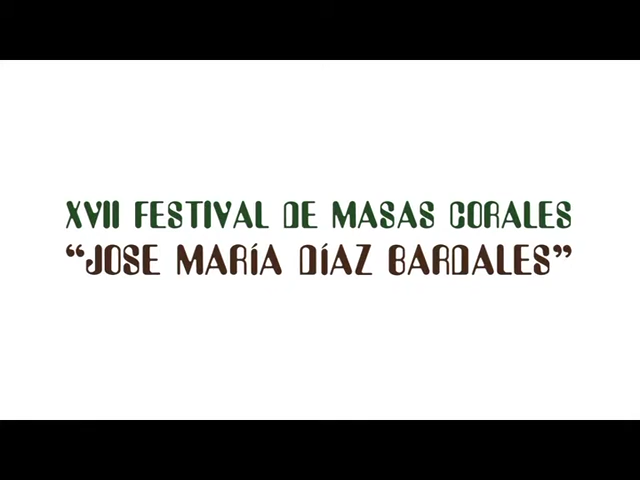 XVII FESTIVAL DE MASAS CORALES
“JOSE MARÍA DÍAZ BARDALES”